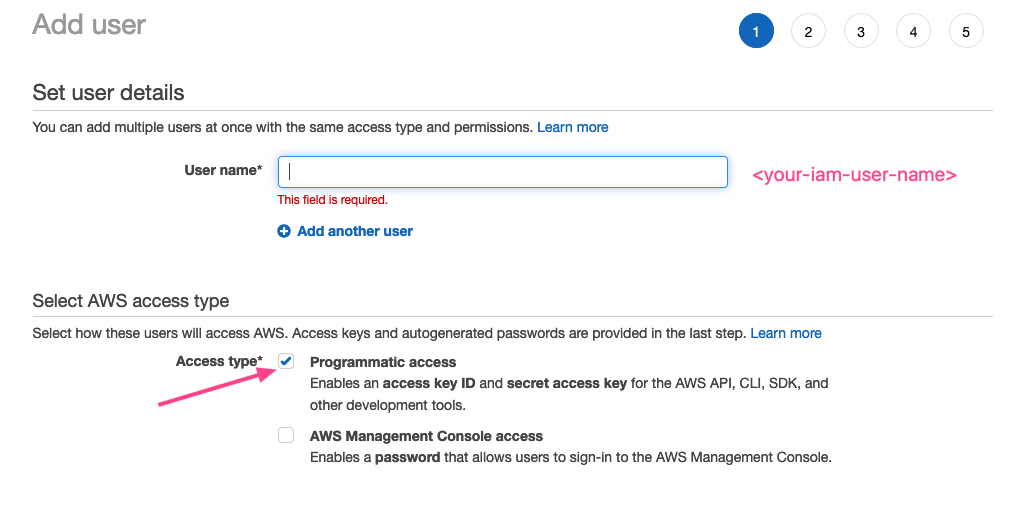 Add user
1 2 3 4 5
Set user details
You can add multiple users at once with the same access type and permissions. Learn more
User name*
<your-iam-user-name>
This field is required.
Add another user
Select AWS access type
Select how these users will access AWS. Access keys and autogenerated passwords are provided in the last step. Learn more
Access type* Programmatic access
Enables an access key ID and secret access key for the AWS API, CLI, SDK, and
other development tools.
AWS Management Console access
Enables a password that allows users to sign-in to the AWS Management Console.